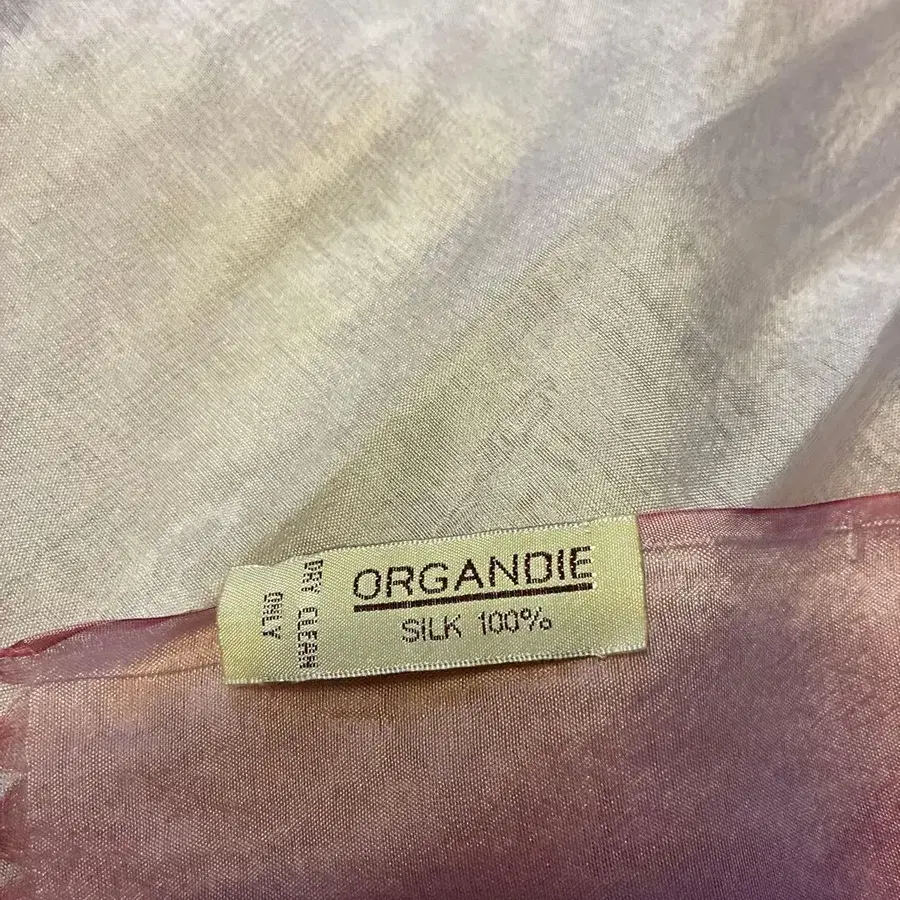 ORGANDIE
SILK 100%
DRY CLEAN
ONLY